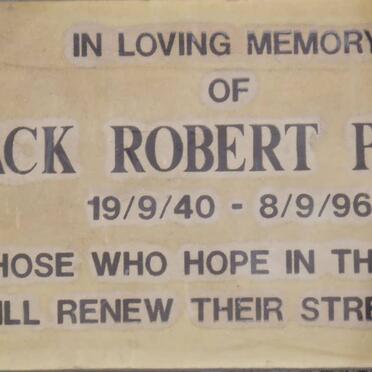 IN LOVING MEMORY
OF
ACK ROBERT P
19/9/40 - 8/9/96
HOSE WHO HOPE IN TH
ILL RENEW THEIR STRE